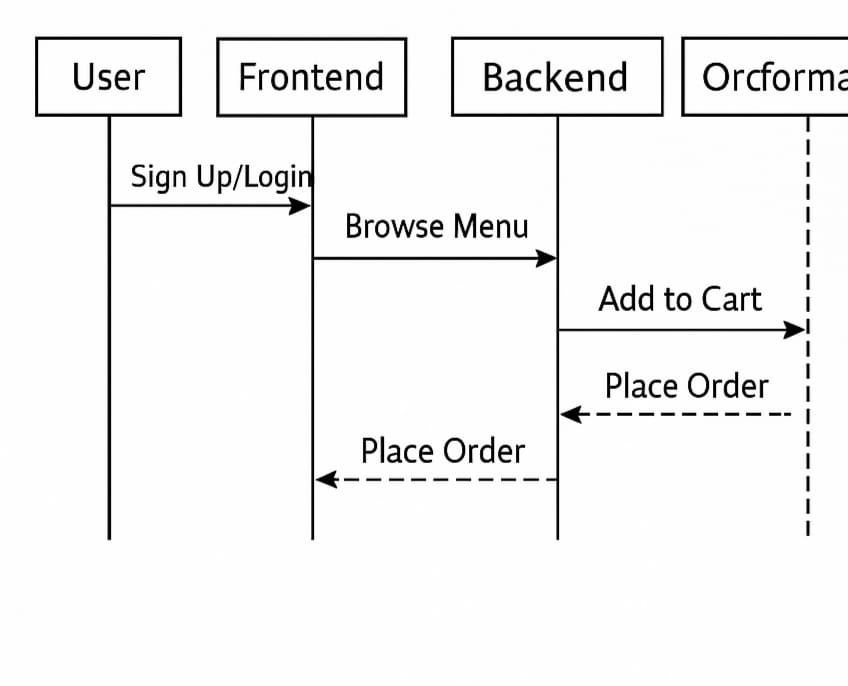 User
Frontend
Backend
Orcforma
Sign Up/Login
Browse Menu
Add to Cart
Place Order
Place Order